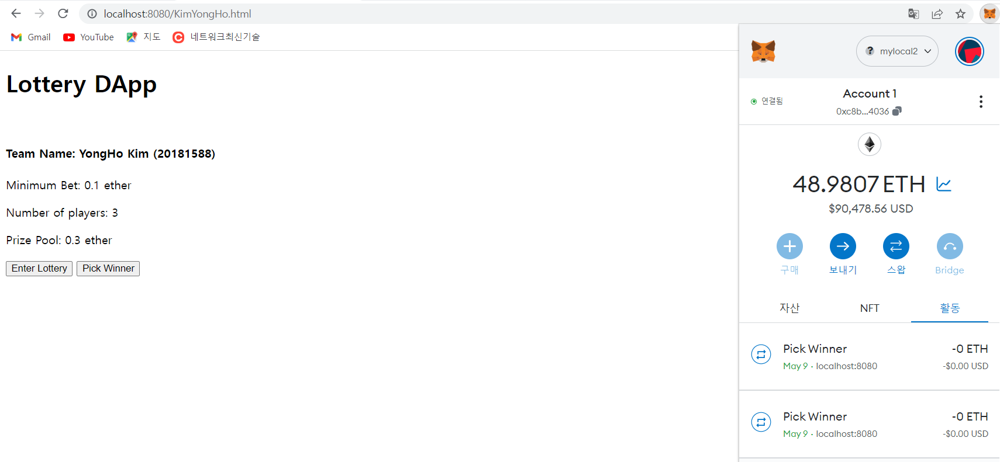 localhost:8080/KimYongHo.html
Gmail YouTube 지도 네트워크최신기술
Lottery DApp
Team Name: YongHo Kim (20181588)
Minimum Bet: 0.1 ether
Number of players: 3
Prize Pool: 0.3 ether
Enter Lottery Pick Winner
? mylocal2
연결됨
Account 1
0xc8b...4036
48.9807 ETH
$90,478.56 USD
구매 보내기 스왑 Bridge
자산 NFT 활동
Pick Winner -0 ETH
May 9 · localhost:8080 -$0.00 USD
Pick Winner -0 ETH
May 9 · localhost:8080 -$0.00 USD